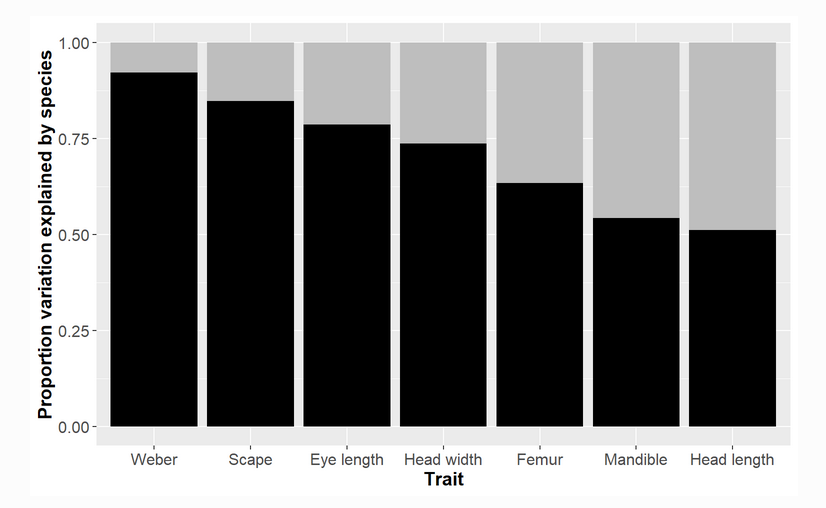 Proportion variation explained by species
1.00
0.75
0.50
0.25
0.00
Weber Scape Eye length Head width Femur Mandible Head length
Trait